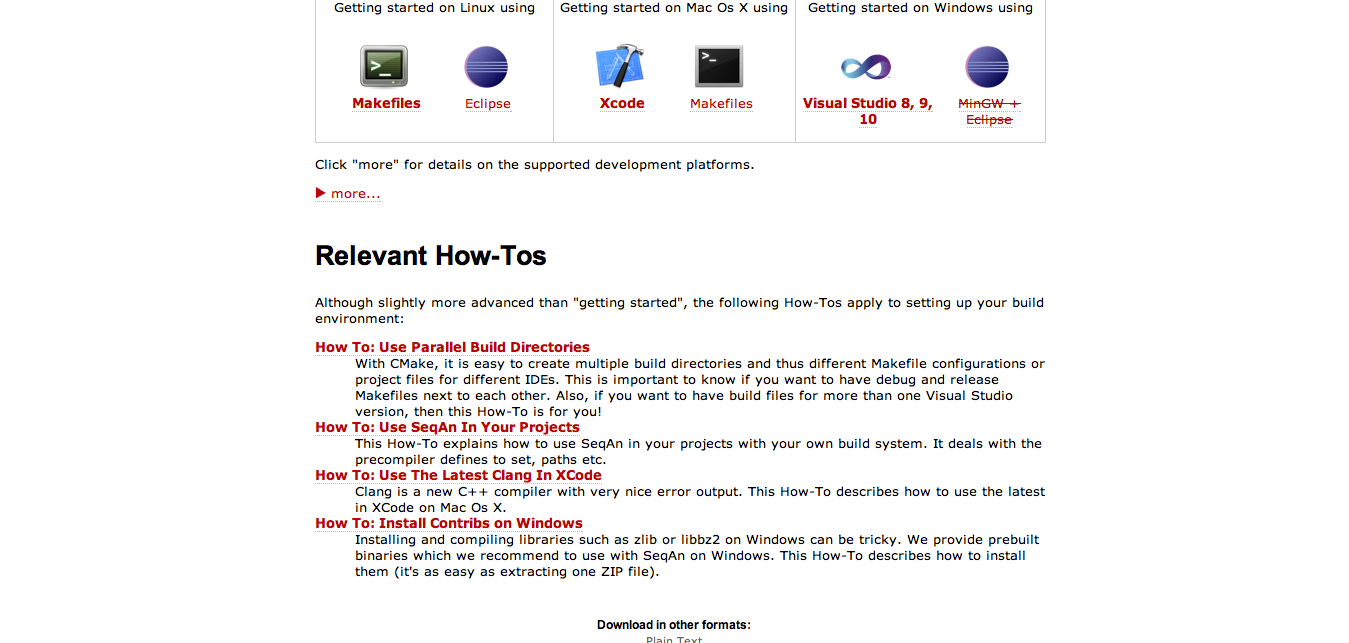 Getting started on Linux using
Getting started on Mac Os X using
Getting started on Windows using
Makefiles
Eclipse
Xcode
Makefiles
Visual Studio 8, 9,
10
MinGW +
Eclipse
Click "more" for details on the supported development platforms.
more...
Relevant How-Tos
Although slightly more advanced than "getting started", the following How-Tos apply to setting up your build
environment:
How To: Use Parallel Build Directories
With CMake, it is easy to create multiple build directories and thus different Makefile configurations or
project files for different IDEs. This is important to know if you want to have debug and release
Makefiles next to each other. Also, if you want to have build files for more than one Visual Studio
version, then this How-To is for you!
How To: Use SeqAn In Your Projects
This How-To explains how to use SeqAn in your projects with your own build system. It deals with the
precompiler defines to set, paths etc.
How To: Use The Latest Clang In XCode
Clang is a new C++ compiler with very nice error output. This How-To describes how to use the latest
in XCode on Mac Os X.
How To: Install Contribs on Windows
Installing and compiling libraries such as zlib or libbz2 on Windows can be tricky. We provide prebuilt
binaries which we recommend to use with SeqAn on Windows. This How-To describes how to install
them (it's as easy as extracting one ZIP file).
Download in other formats:
Plain Text